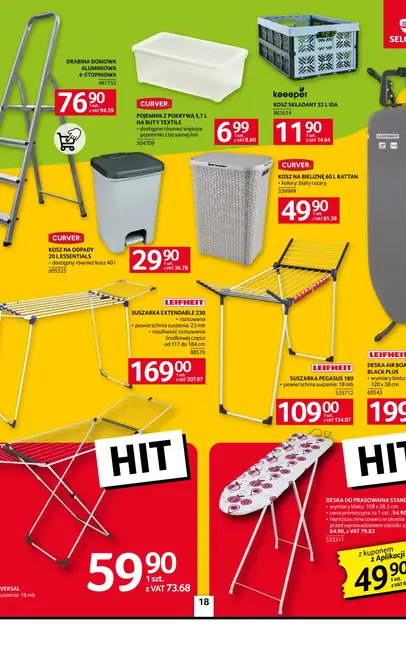 SELG
DRABINA DOMOWA
ALUMINIOWA
4-STOPNIOWA
487752
76 90
1 szt.
z VAT 94.59
CURVER.
POJEMNIK Z POKRYWĄ 5,7 L
NA BUTY TEXTILE
• dostępne również większe
pojemniki z tej samej linii
504709
6 99
1 szt.
z VAT 8.60
keeeper
KOSZ SKŁADANY 32 L IDA
883614
11 90
1 szt.
z VAT 14.64
CURVER.
KOSZ NA ODPADY
20 L ESSENTIALS
• dostępny również kosz 40 l
605525
29 90
1 szt.
z VAT 36.78
CURVER.
KOSZ NA BIELIZNĘ 60 L RATTAN
• kolory: biały i szary
336999
49 90
1 szt.
z VAT 61.38
LEIFHEIT
SUSZARKA EXTENDABLE 230
• rozsuwana
• powierzchnia suszenia: 23 mb
• możliwość rozsuwania
środkowej części
od 117 do 184 cm
88576
169 00
1 szt.
z VAT 207.87
LEIFHEIT
SUSZARKA PEGASUS 180
• powierzchnia suszenia: 18 mb
535712
109 00
1 szt.
z VAT 134.07
LEIFHEIT
DESKA AIR BOA
BLACK PLUS
• wymiary blatu:
120 x 38 cm
60543
199
HIT
59 90
1 szt.
z VAT 73.68
VERSAL
suszenia: 18 mb
HIT
DESKA DO PRASOWANIA STAND
• wymiary blatu: 108 x 28,5 cm
• cena promocyjna za 1 szt.: 54,90
• najniższa cena towaru w okresie
przed wprowadzeniem obniżki z
64,90, z VAT 79.83
523311
z kuponem
z Aplikacji
49 90
1 szt.
z VAT 6
18